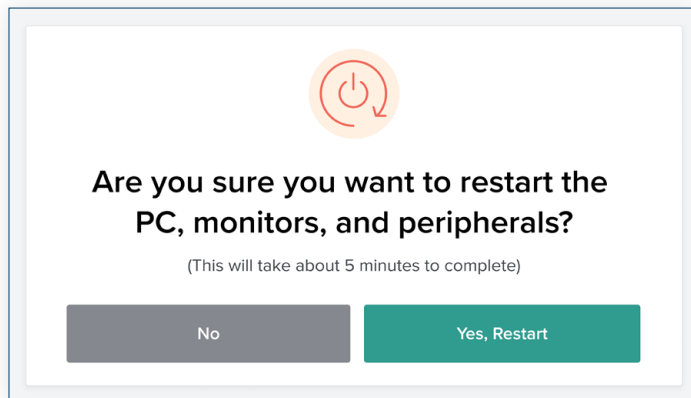 Are you sure you want to restart the
PC, monitors, and peripherals?
(This will take about 5 minutes to complete)
No
Yes, Restart